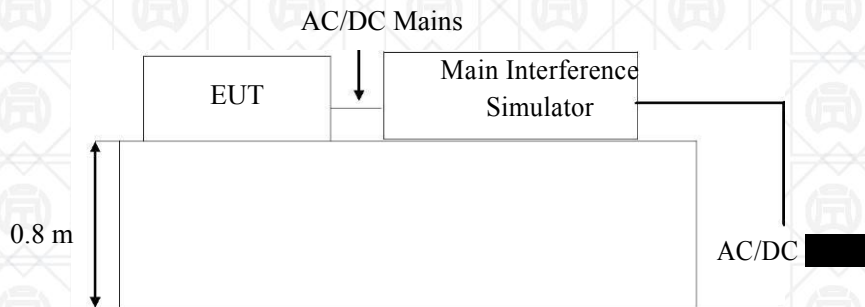 AC/DC Mains
EUT
Main Interference
Simulator
0.8 m
AC/DC